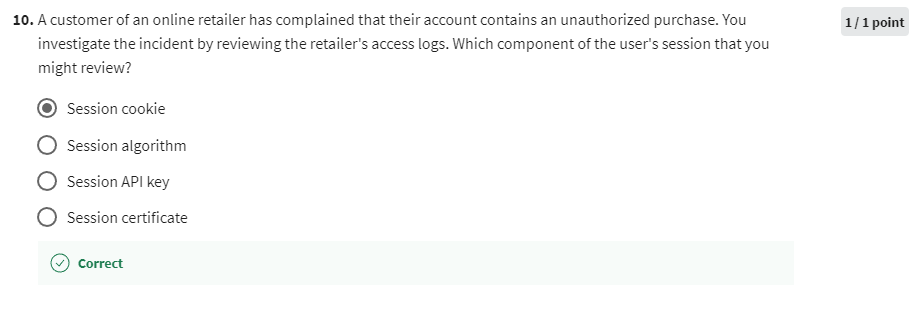 10. A customer of an online retailer has complained that their account contains an unauthorized purchase. You
1 / 1 point
investigate the incident by reviewing the retailer's access logs. Which component of the user's session that you
might review?
Session cookie
Session algorithm
Session API key
Session certificate
Correct